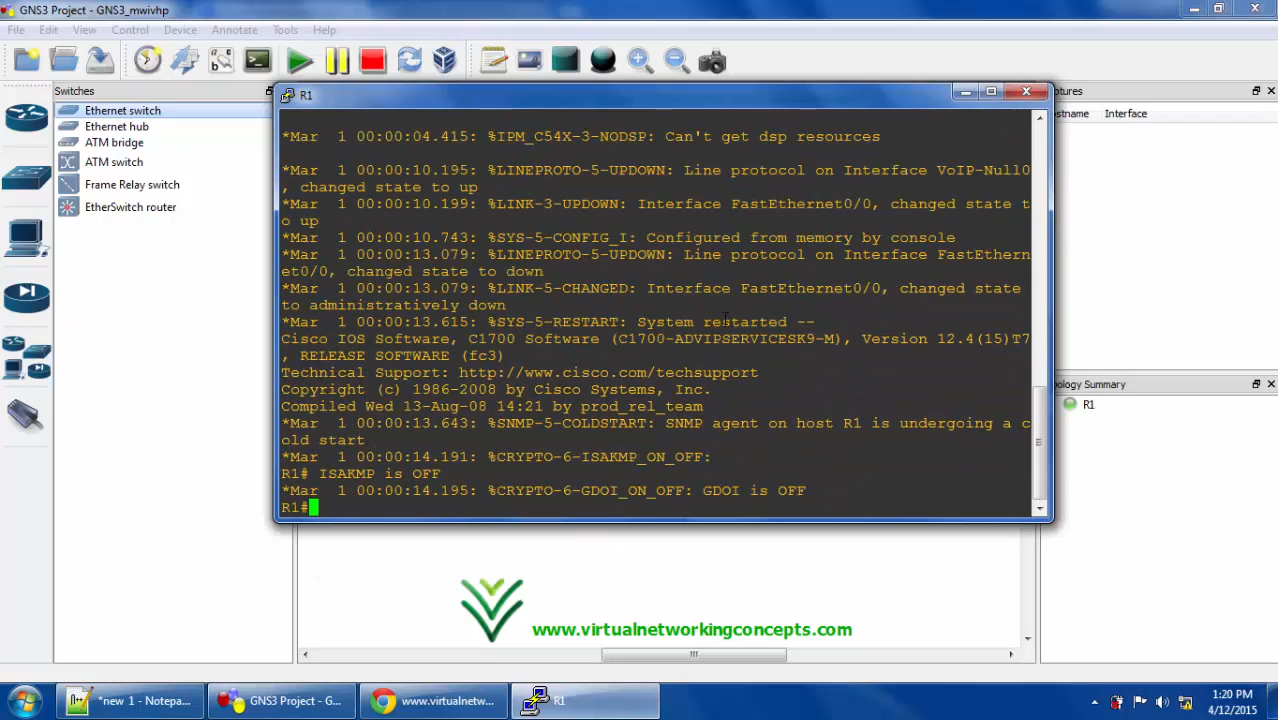 GNS3 Project - GNS3_mwivhp
File Edit View Control Device Annotate Tools Help
Switches
Ethernet switch
Ethernet hub
ATM bridge
ATM switch
Frame Relay switch
EtherSwitch router
R1
*Mar  1 00:00:04.415: %IPM_C54X-3-NODSP: Can't get dsp resources
*Mar  1 00:00:10.195: %LINEPROTO-5-UPDOWN: Line protocol on Interface VoIP-Null0
, changed state to up
*Mar  1 00:00:10.199: %LINK-3-UPDOWN: Interface FastEthernet0/0, changed state t
o up
*Mar  1 00:00:10.743: %SYS-5-CONFIG_I: Configured from memory by console
*Mar  1 00:00:13.079: %LINEPROTO-5-UPDOWN: Line protocol on Interface FastEthern
et0/0, changed state to down
*Mar  1 00:00:13.079: %LINK-5-CHANGED: Interface FastEthernet0/0, changed state
to administratively down
*Mar  1 00:00:13.615: %SYS-5-RESTART: System restarted --
Cisco IOS Software, C1700 Software (C1700-ADVIPSERVICESK9-M), Version 12.4(15)T7
, RELEASE SOFTWARE (fc3)
Technical Support: http://www.cisco.com/techsupport
Copyright (c) 1986-2008 by Cisco Systems, Inc.
Compiled Wed 13-Aug-08 14:21 by prod_rel_team
*Mar  1 00:00:13.643: %SNMP-5-COLDSTART: SNMP agent on host R1 is undergoing a c
old start
*Mar  1 00:00:14.191: %CRYPTO-6-ISAKMP_ON_OFF:
R1# ISAKMP is OFF
*Mar  1 00:00:14.195: %CRYPTO-6-GDOI_ON_OFF: GDOI is OFF
R1#
ptures
stname Interface
pology Summary
R1
www.virtualnetworkingconcepts.com
*new 1 - Notepa...
GNS3 Project - G...
www.virtualnetw...
R1
1:20 PM
4/12/2015